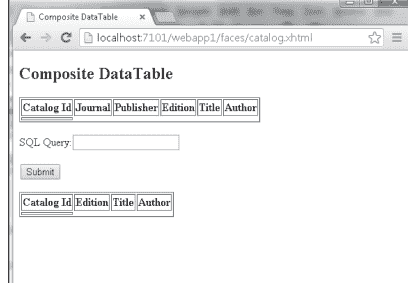 Composite DataTable
localhost:7101/webapp1/faces/catalog.xhtml
Composite DataTable
Catalog Id Journal Publisher Edition Title Author
SQL Query:
Submit
Catalog Id Edition Title Author